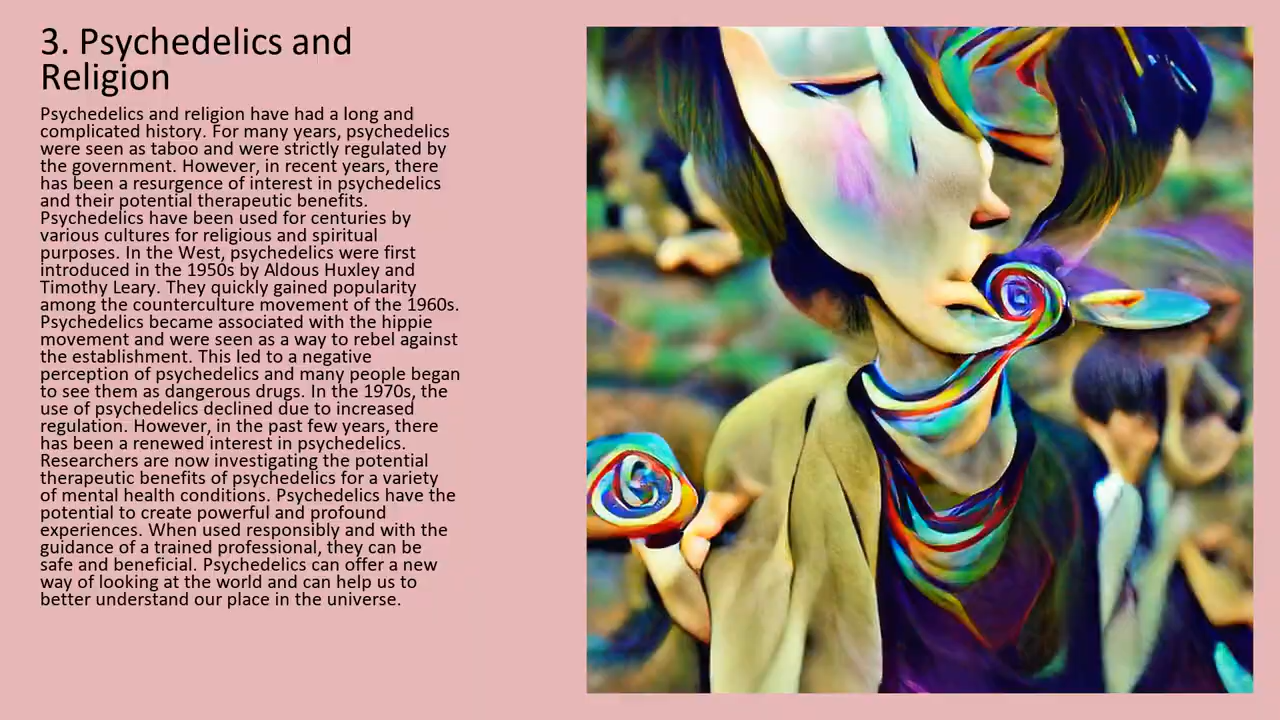 3. Psychedelics and
Religion
Psychedelics and religion have had a long and
complicated history. For many years, psychedelics
were seen as taboo and were strictly regulated by
the government. However, in recent years, there
has been a resurgence of interest in psychedelics
and their potential therapeutic benefits.
Psychedelics have been used for centuries by
various cultures for religious and spiritual
purposes. In the West, psychedelics were first
introduced in the 1950s by Aldous Huxley and
Timothy Leary. They quickly gained popularity
among the counterculture movement of the 1960s.
Psychedelics became associated with the hippie
movement and were seen as a way to rebel against
the establishment. This led to a negative
perception of psychedelics and many people began
to see them as dangerous drugs. In the 1970s, the
use of psychedelics declined due to increased
regulation. However, in the past few years, there
has been a renewed interest in psychedelics.
Researchers are now investigating the potential
therapeutic benefits of psychedelics for a variety
of mental health conditions. Psychedelics have the
potential to create powerful and profound
experiences. When used responsibly and with the
guidance of a trained professional, they can be
safe and beneficial. Psychedelics can offer a new
way of looking at the world and can help us to
better understand our place in the universe.